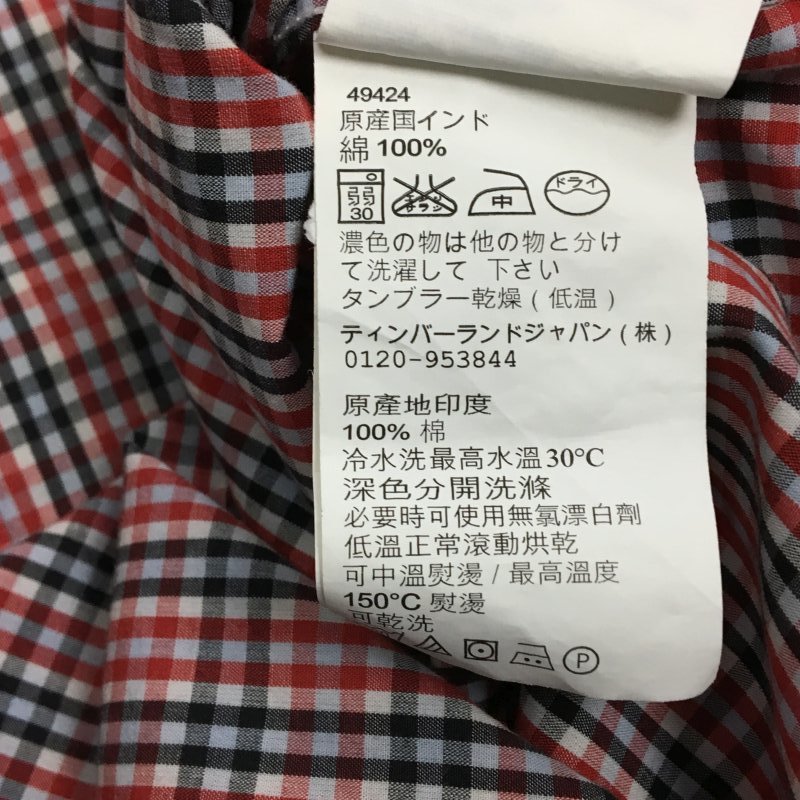 49424
原産国インド
綿 100%
弱
30
エンソ
サラシ
中
ドライ
濃色の物は他の物と分け
て洗濯して 下さい
タンブラー乾燥 ( 低温 )
ティンバーランドジャパン ( 株 )
0120-953844
原產地印度
100% 棉
冷水洗最高水溫30°C
深色分開洗滌
必要時可使用無氯漂白劑
低溫正常滾動烘乾
可中溫熨燙 / 最高溫度
150°C 熨燙
可乾洗
P